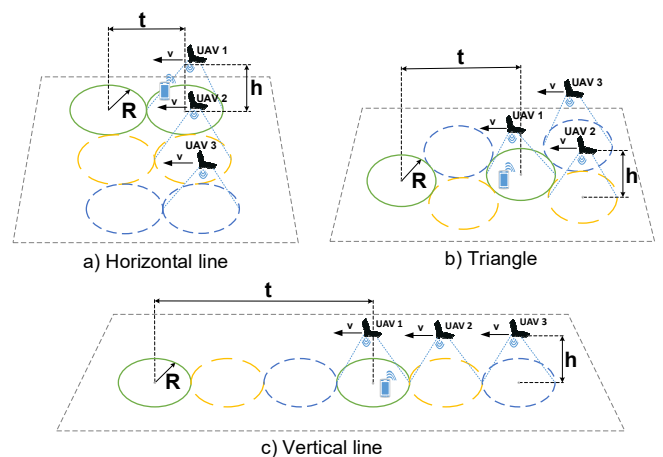 t
v
UAV 1
R
v
UAV 2
h
v
UAV 3
a) Horizontal line
t
v
UAV 3
v
UAV 1
v
UAV 2
R
h
b) Triangle
t
v
UAV 1
v
UAV 2
v
UAV 3
R
h
c) Vertical line